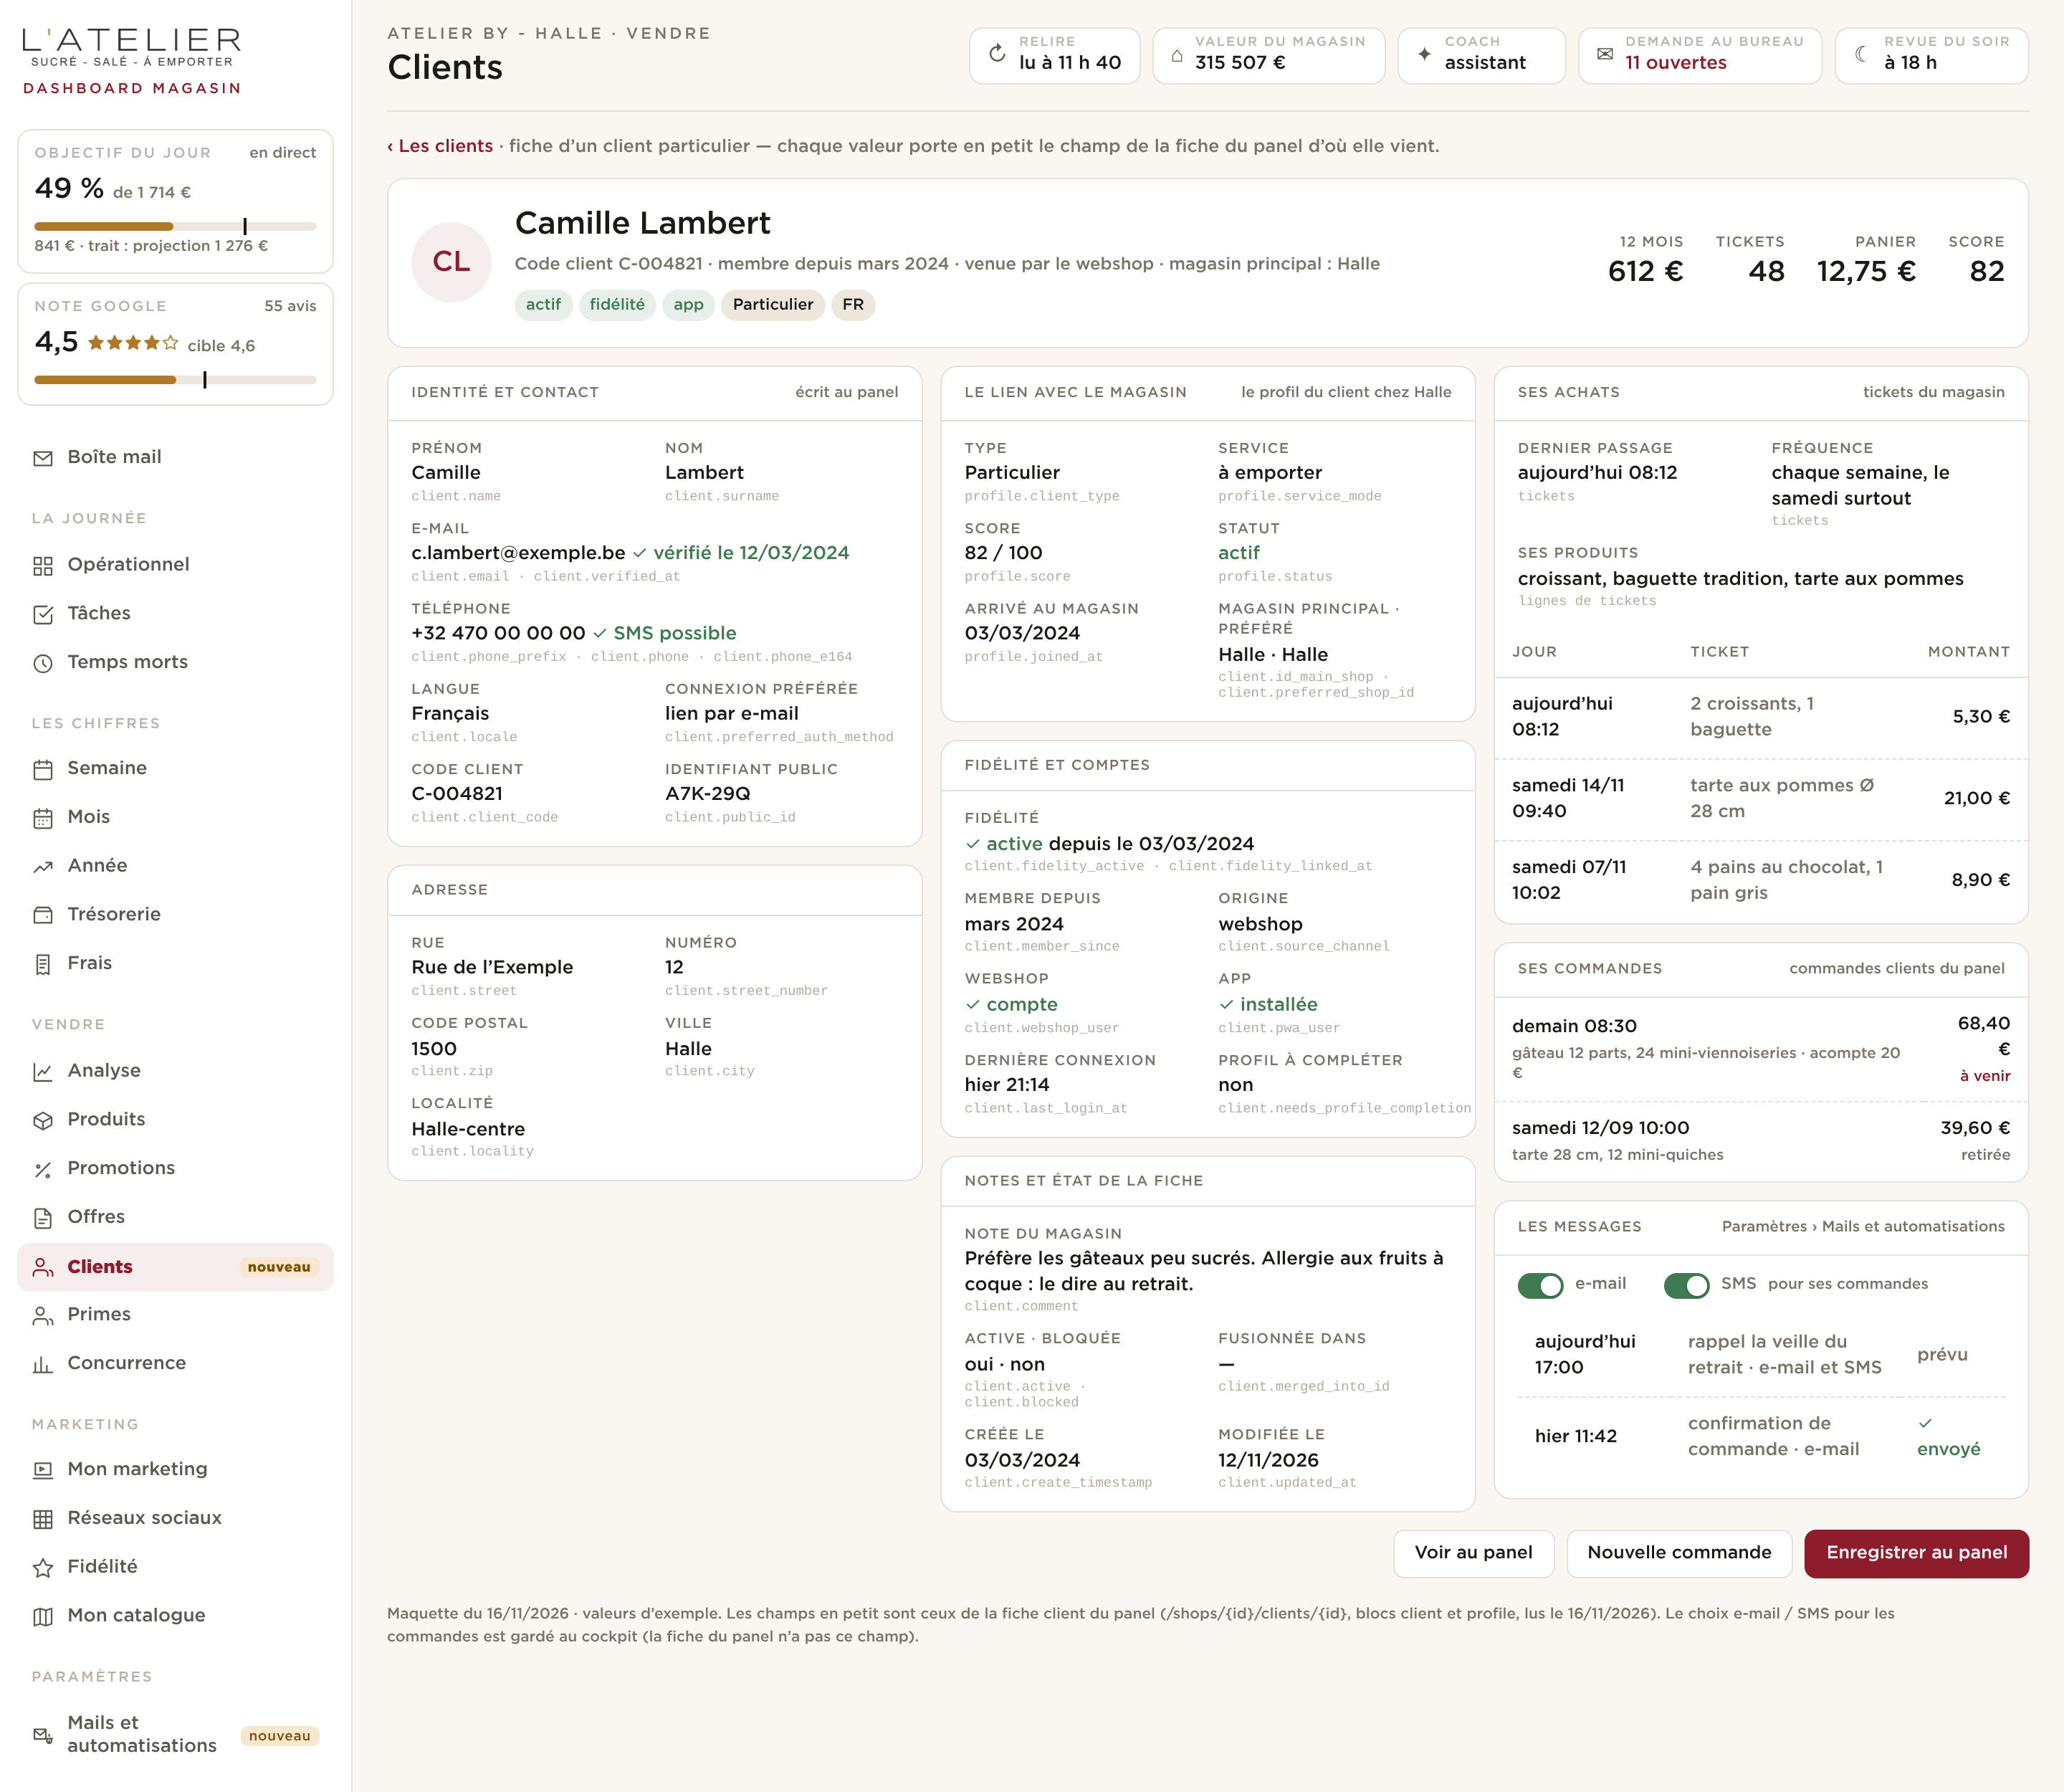 L'ATELIER
SUCRÉ - SALÉ - À EMPORTER
DASHBOARD MAGASIN
OBJECTIF DU JOUR en direct
49 % de 1 714 €
841 € · trait : projection 1 276 €
NOTE GOOGLE 55 avis
4,5 ★★★★☆ cible 4,6
Boîte mail
LA JOURNÉE
Opérationnel
Tâches
Temps morts
LES CHIFFRES
Semaine
Mois
Année
Trésorerie
Frais
VENDRE
Analyse
Produits
Promotions
Offres
Clients nouveau
Primes
Concurrence
MARKETING
Mon marketing
Réseaux sociaux
Fidélité
Mon catalogue
PARAMÈTRES
Mails et
automatisations nouveau
ATELIER BY - HALLE · VENDRE
Clients
RELIRE
lu à 11 h 40
VALEUR DU MAGASIN
315 507 €
COACH
assistant
DEMANDE AU BUREAU
11 ouvertes
REVUE DU SOIR
à 18 h
‹ Les clients · fiche d’un client particulier — chaque valeur porte en petit le champ de la fiche du panel d’où elle vient.
CL
Camille Lambert
Code client C-004821 · membre depuis mars 2024 · venue par le webshop · magasin principal : Halle
actif fidélité app Particulier FR
12 MOIS TICKETS PANIER SCORE
612 € 48 12,75 € 82
IDENTITÉ ET CONTACT écrit au panel
PRÉNOM NOM
Camille Lambert
client.name client.surname
E-MAIL
c.lambert@exemple.be ✓ vérifié le 12/03/2024
client.email · client.verified_at
TÉLÉPHONE
+32 470 00 00 00 ✓ SMS possible
client.phone_prefix · client.phone · client.phone_e164
LANGUE CONNEXION PRÉFÉRÉE
Français lien par e-mail
client.locale client.preferred_auth_method
CODE CLIENT IDENTIFIANT PUBLIC
C-004821 A7K-29Q
client.client_code client.public_id
ADRESSE
RUE NUMÉRO
Rue de l’Exemple 12
client.street client.street_number
CODE POSTAL VILLE
1500 Halle
client.zip client.city
LOCALITÉ
Halle-centre
client.locality
LE LIEN AVEC LE MAGASIN le profil du client chez Halle
TYPE SERVICE
Particulier à emporter
profile.client_type profile.service_mode
SCORE STATUT
82 / 100 actif
profile.score profile.status
ARRIVÉ AU MAGASIN
03/03/2024
profile.joined_at
MAGASIN PRINCIPAL ·
PRÉFÉRÉ
Halle · Halle
client.id_main_shop ·
client.preferred_shop_id
FIDÉLITÉ ET COMPTES
FIDÉLITÉ
✓ active depuis le 03/03/2024
client.fidelity_active · client.fidelity_linked_at
MEMBRE DEPUIS ORIGINE
mars 2024 webshop
client.member_since client.source_channel
WEBSHOP APP
✓ compte ✓ installée
client.webshop_user client.pwa_user
DERNIÈRE CONNEXION PROFIL À COMPLÉTER
hier 21:14 non
client.last_login_at client.needs_profile_completion
NOTES ET ÉTAT DE LA FICHE
NOTE DU MAGASIN
Préfère les gâteaux peu sucrés. Allergie aux fruits à
coque : le dire au retrait.
client.comment
ACTIVE · BLOQUÉE FUSIONNÉE DANS
oui · non —
client.active · client.merged_into_id
client.blocked
CRÉÉE LE MODIFIÉE LE
03/03/2024 12/11/2026
client.create_timestamp client.updated_at
SES ACHATS tickets du magasin
DERNIER PASSAGE FRÉQUENCE
aujourd’hui 08:12 chaque semaine, le
tickets samedi surtout
tickets
SES PRODUITS
croissant, baguette tradition, tarte aux pommes
lignes de tickets
JOUR TICKET MONTANT
aujourd’hui 2 croissants, 1 5,30 €
08:12 baguette
samedi 14/11 tarte aux pommes Ø 21,00 €
09:40 28 cm
samedi 07/11 4 pains au chocolat, 1 8,90 €
10:02 pain gris
SES COMMANDES commandes clients du panel
demain 08:30 68,40
gâteau 12 parts, 24 mini-viennoiseries · acompte 20 €
€ à venir
samedi 12/09 10:00 39,60 €
tarte 28 cm, 12 mini-quiches retirée
LES MESSAGES Paramètres › Mails et automatisations
e-mail SMS pour ses commandes
aujourd’hui rappel la veille du prévu
17:00 retrait · e-mail et SMS
hier 11:42 confirmation de ✓
commande · e-mail envoyé
Voir au panel Nouvelle commande Enregistrer au panel
Maquette du 16/11/2026 · valeurs d’exemple. Les champs en petit sont ceux de la fiche client du panel (/shops/{id}/clients/{id}, blocs client et profile, lus le 16/11/2026). Le choix e-mail / SMS pour les
commandes est gardé au cockpit (la fiche du panel n’a pas ce champ).